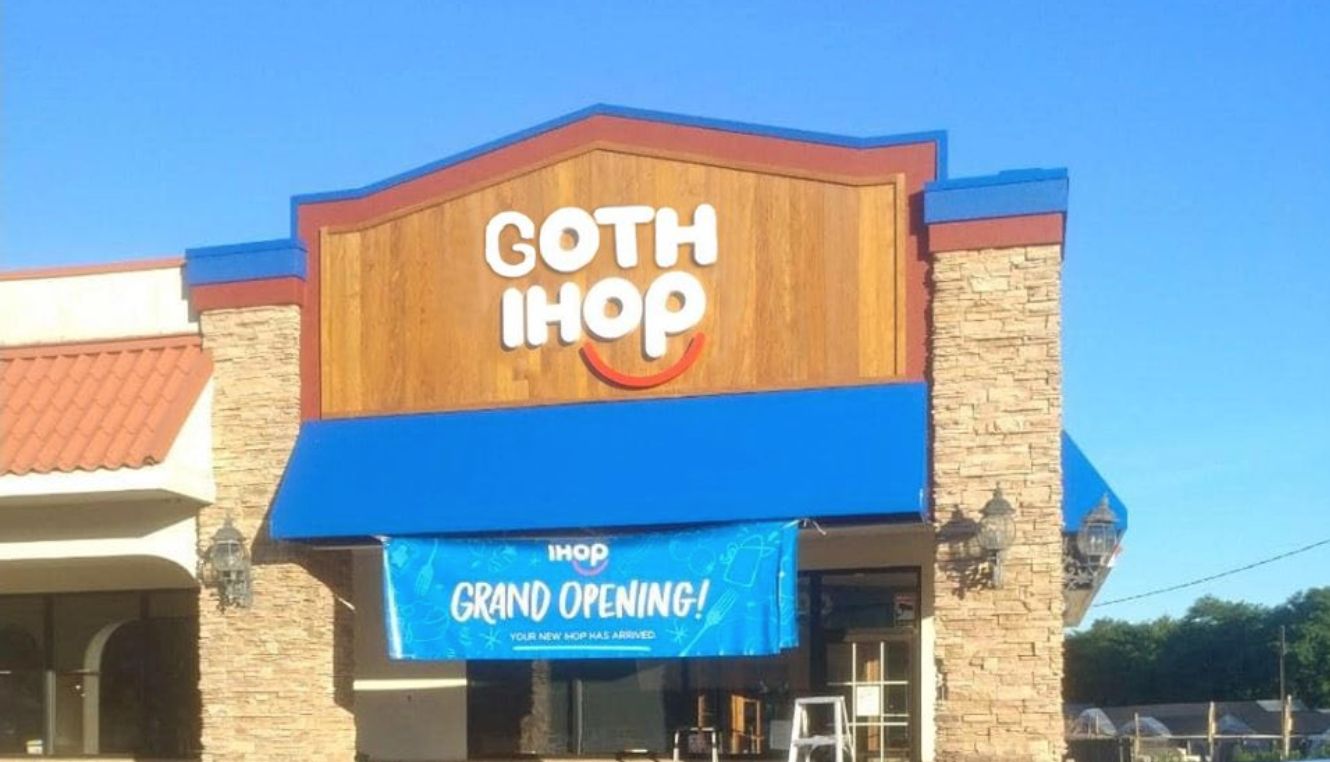 GOTH
IHOP
IHOP
GRAND OPENING!
YOUR NEW IHOP HAS ARRIVED.